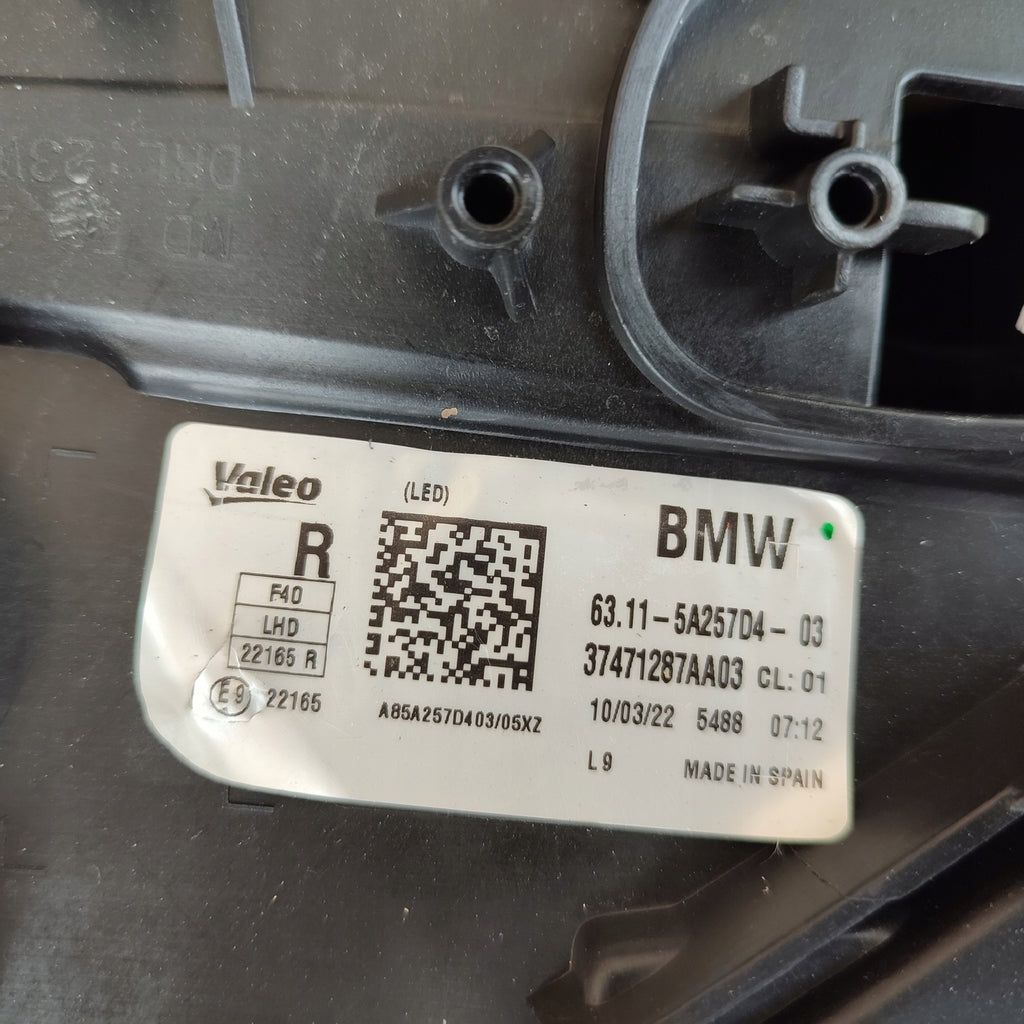 Valeo
(LED)
R
F40
LHD
22165 R
E9 22165
A85A257D403/05XZ
BMW
63.11-5A257D4-03
37471287AA03 CL: 01
10/03/22 5488 07:12
L9 MADE IN SPAIN